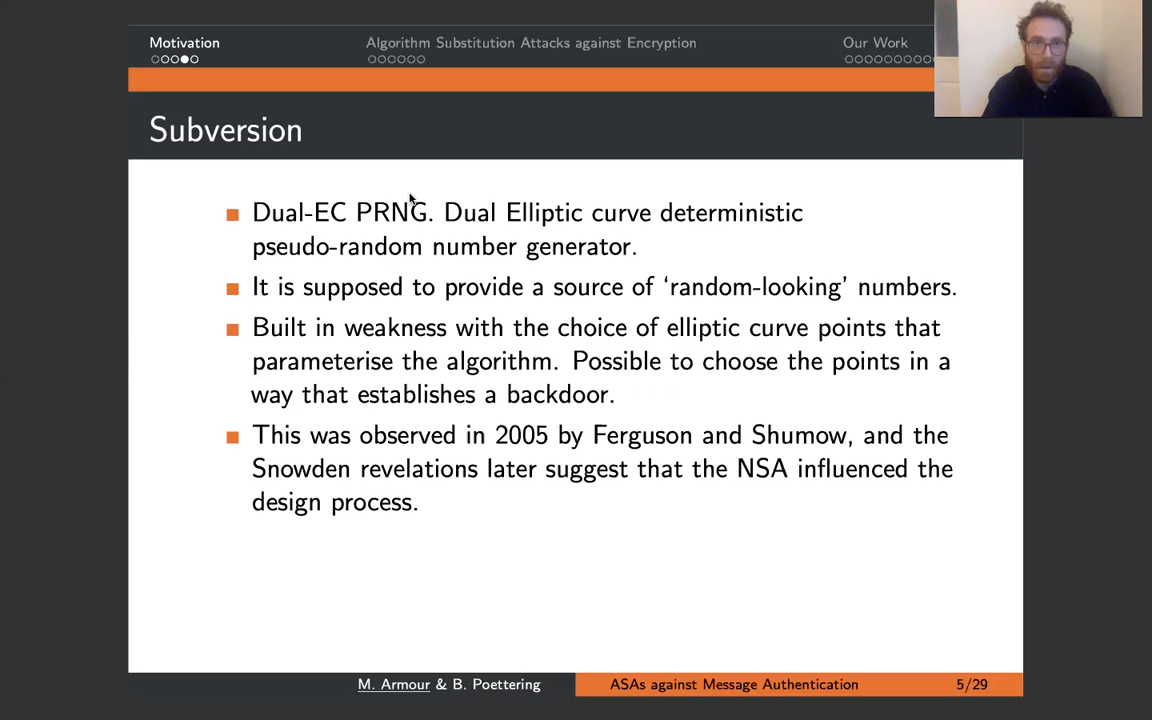 Motivation
Algorithm Substitution Attacks against Encryption
Our Work
Subversion
Dual-EC PRNG. Dual Elliptic curve deterministic
pseudo-random number generator.
It is supposed to provide a source of ‘random-looking’ numbers.
Built in weakness with the choice of elliptic curve points that
parameterise the algorithm. Possible to choose the points in a
way that establishes a backdoor.
This was observed in 2005 by Ferguson and Shumow, and the
Snowden revelations later suggest that the NSA influenced the
design process.
M. Armour & B. Poettering
ASAs against Message Authentication
5/29